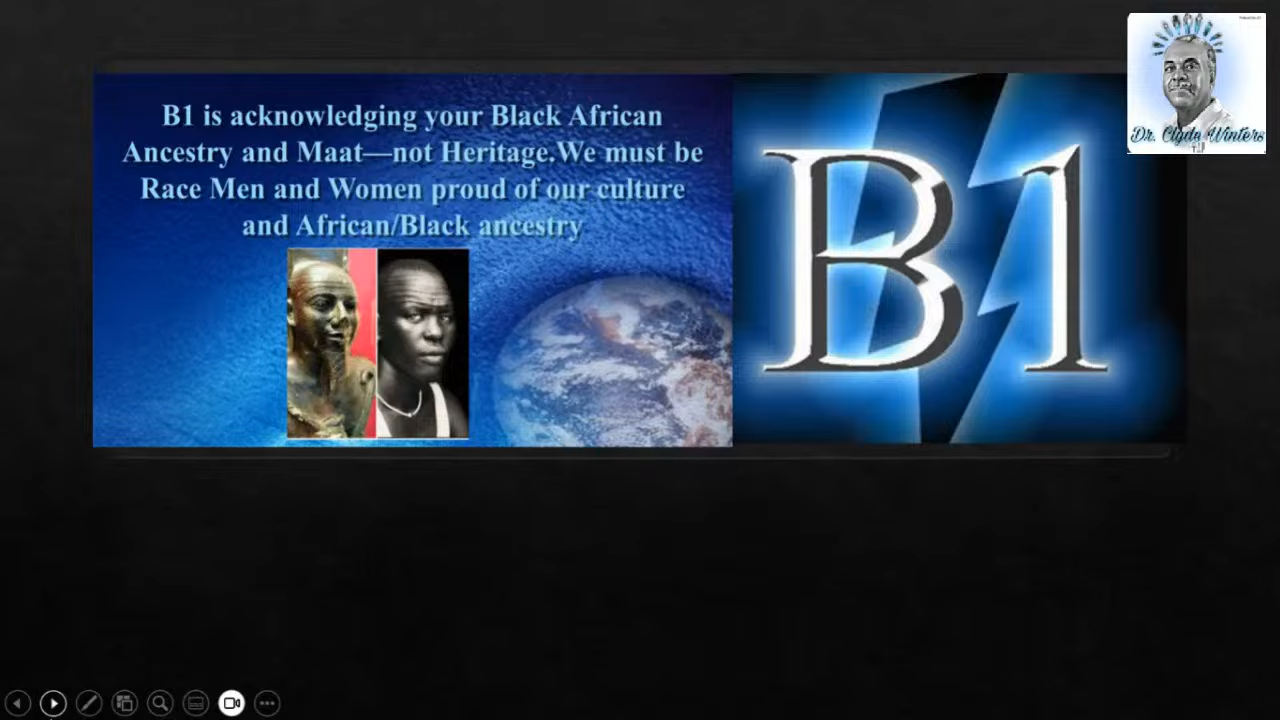 B1 is acknowledging your Black African
Ancestry and Maat—not Heritage.We must be
Race Men and Women proud of our culture
and African/Black ancestry
B1
Dr. Clyde Winters